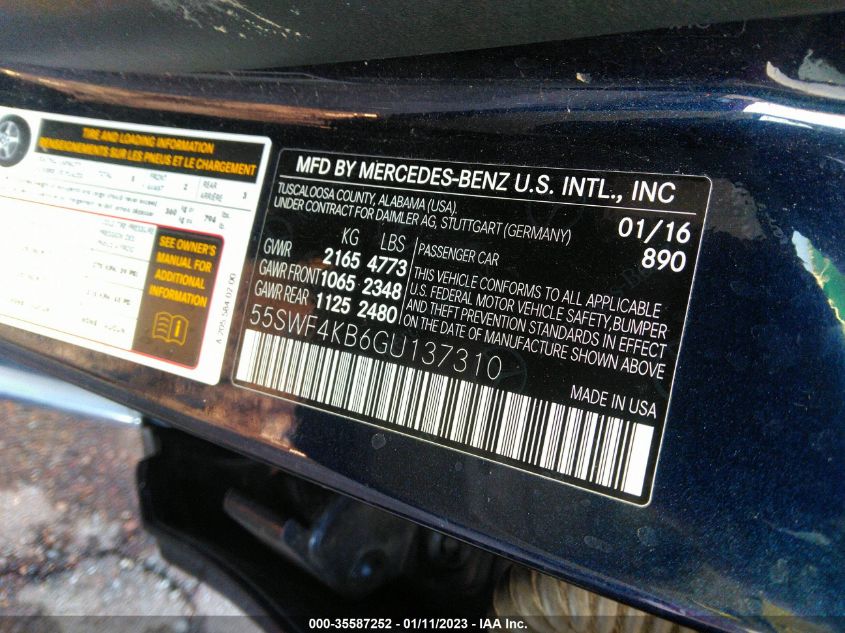 TIRE AND LOADING INFORMATION
RENSEIGNEMENTS SUR LES PNEUS ET LE CHARGEMENT
SEE OWNER'S
MANUAL FOR
ADDITIONAL
INFORMATION
A 205 584 02 00
MFD BY MERCEDES-BENZ U.S. INTL., INC
TUSCALOOSA COUNTY, ALABAMA (USA).
UNDER CONTRACT FOR DAIMLER AG, STUTTGART (GERMANY)
01/16
890
KG LBS
GWR 2165 4773
GAWR FRONT 1065 2348
GAWR REAR 1125 2480
PASSENGER CAR
THIS VEHICLE CONFORMS TO ALL APPLICABLE
U.S. FEDERAL MOTOR VEHICLE SAFETY, BUMPER
AND THEFT PREVENTION STANDARDS IN EFFECT
ON THE DATE OF MANUFACTURE SHOWN ABOVE
55SWF4KB6GU137310
MADE IN USA
000-35587252 - 01/11/2023 - IAA Inc.